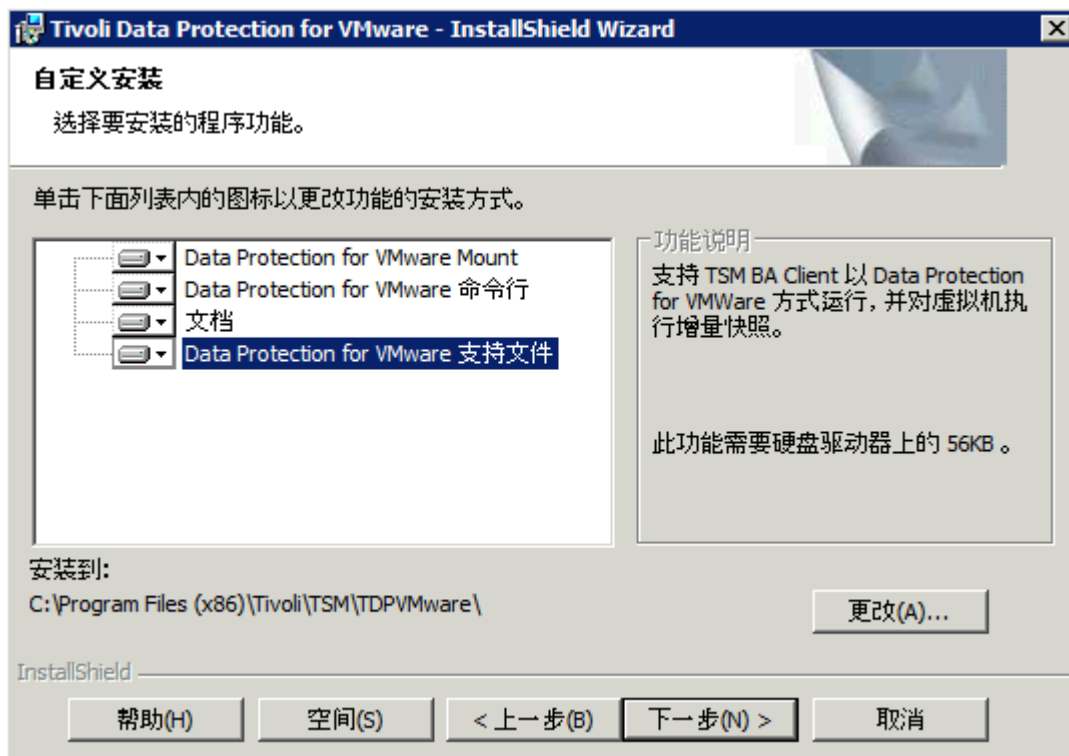 Tivoli Data Protection for VMware - InstallShield Wizard
自定义安装
选择要安装的程序功能。
单击下面列表内的图标以更改功能的安装方式。
Data Protection for VMware Mount
Data Protection for VMware 命令行
文档
Data Protection for VMware 支持文件
功能说明
支持 TSM BA Client 以 Data Protection
for VMWare 方式运行，并对虚拟机执
行增量快照。
此功能需要硬盘驱动器上的 56KB 。
安装到:
C:\Program Files (x86)\Tivoli\TSM\TDPVMware\
更改(A)...
InstallShield
帮助(H)
空间(S)
< 上一步(B)
下一步(N) >
取消